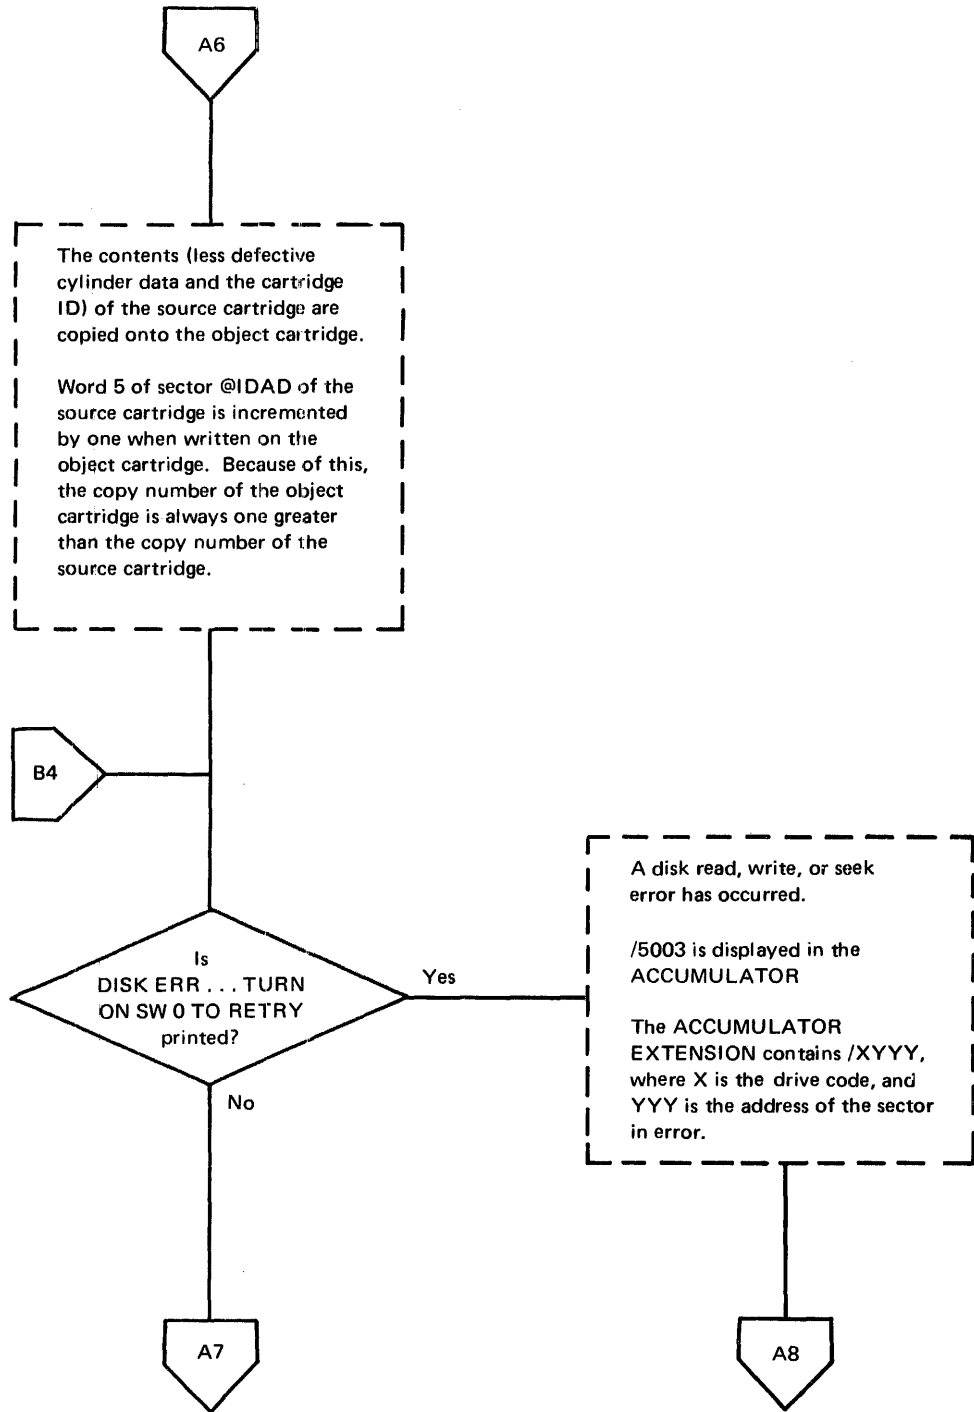 A6
The contents (less defective
cylinder data and the cartridge
ID) of the source cartridge are
copied onto the object cartridge.
Word 5 of sector @IDAD of the
source cartridge is incremented
by one when written on the
object cartridge. Because of this,
the copy number of the object
cartridge is always one greater
than the copy number of the
source cartridge.
B4
Is
DISK ERR . . . TURN
ON SW 0 TO RETRY
printed?
Yes
No
A disk read, write, or seek
error has occurred.
/5003 is displayed in the
ACCUMULATOR
The ACCUMULATOR
EXTENSION contains /XYYY,
where X is the drive code, and
YYY is the address of the sector
in error.
A7
A8